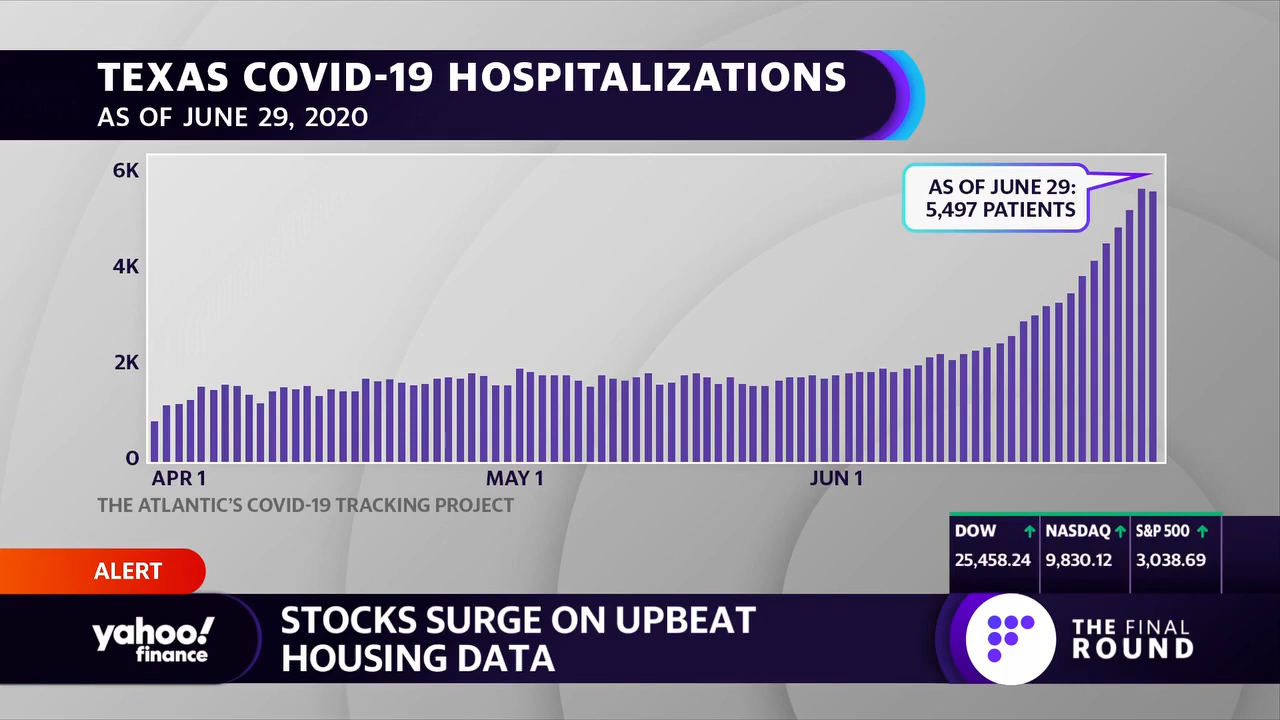 TEXAS COVID-19 HOSPITALIZATIONS
AS OF JUNE 29, 2020
6K
AS OF JUNE 29:
5,497 PATIENTS
4K
2K
0
APR 1 MAY 1 JUN 1
THE ATLANTIC'S COVID-19 TRACKING PROJECT
DOW NASDAQ S&P 500
25,458.24 9,830.12 3,038.69
ALERT
yahoo!
finance
STOCKS SURGE ON UPBEAT
HOUSING DATA
THE FINAL
ROUND